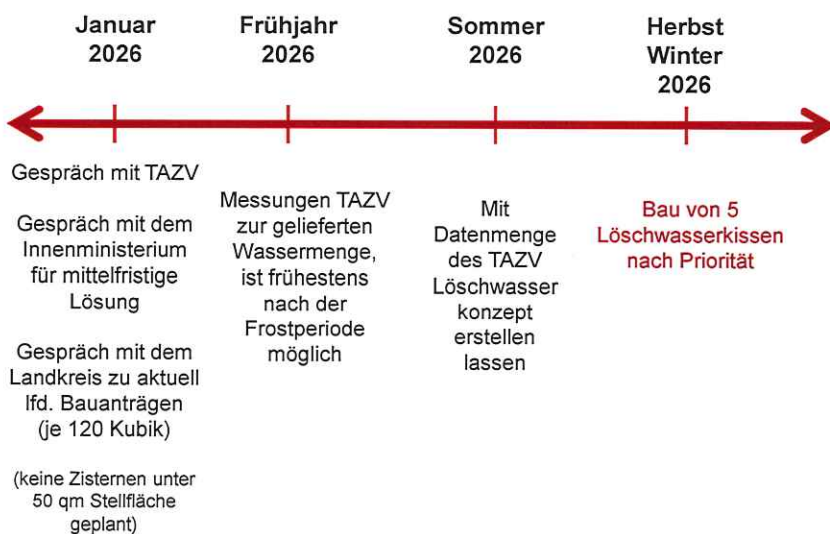 Januar
2026
Frühjahr
2026
Sommer
2026
Herbst
Winter
2026
Gespräch mit TAZV
Gespräch mit dem
Innenministerium
für mittelfristige
Lösung
Gespräch mit dem
Landkreis zu aktuell
lfd. Bauanträgen
(je 120 Kubik)
(keine Zisternen unter
50 qm Stellfläche
geplant)
Messungen TAZV
zur gelieferten
Wassermenge,
ist frühestens
nach der
Frostperiode
möglich
Mit
Datenmenge
des TAZV
Löschwasser
konzept
erstellen
lassen
Bau von 5
Löschwasserkissen
nach Priorität